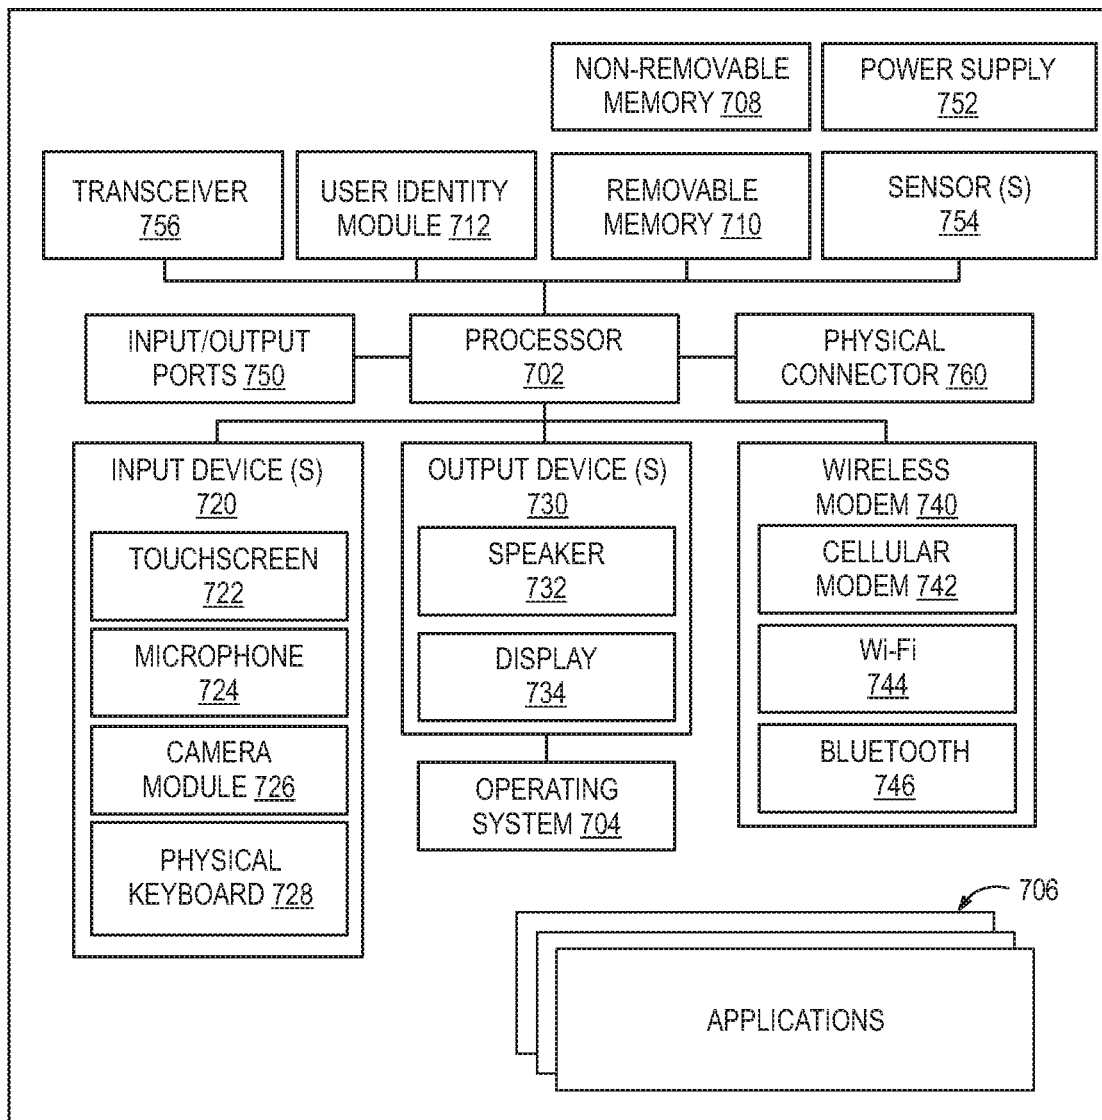 NON-REMOVABLE
MEMORY 708
POWER SUPPLY
752
TRANSCEIVER
756
USER IDENTITY
MODULE 712
REMOVABLE
MEMORY 710
SENSOR (S)
754
INPUT/OUTPUT
PORTS 750
PROCESSOR
702
PHYSICAL
CONNECTOR 760
INPUT DEVICE (S)
720
TOUCHSCREEN
722
MICROPHONE
724
CAMERA
MODULE 726
PHYSICAL
KEYBOARD 728
OUTPUT DEVICE (S)
730
SPEAKER
732
DISPLAY
734
OPERATING
SYSTEM 704
WIRELESS
MODEM 740
CELLULAR
MODEM 742
Wi-Fi
744
BLUETOOTH
746
706
APPLICATIONS